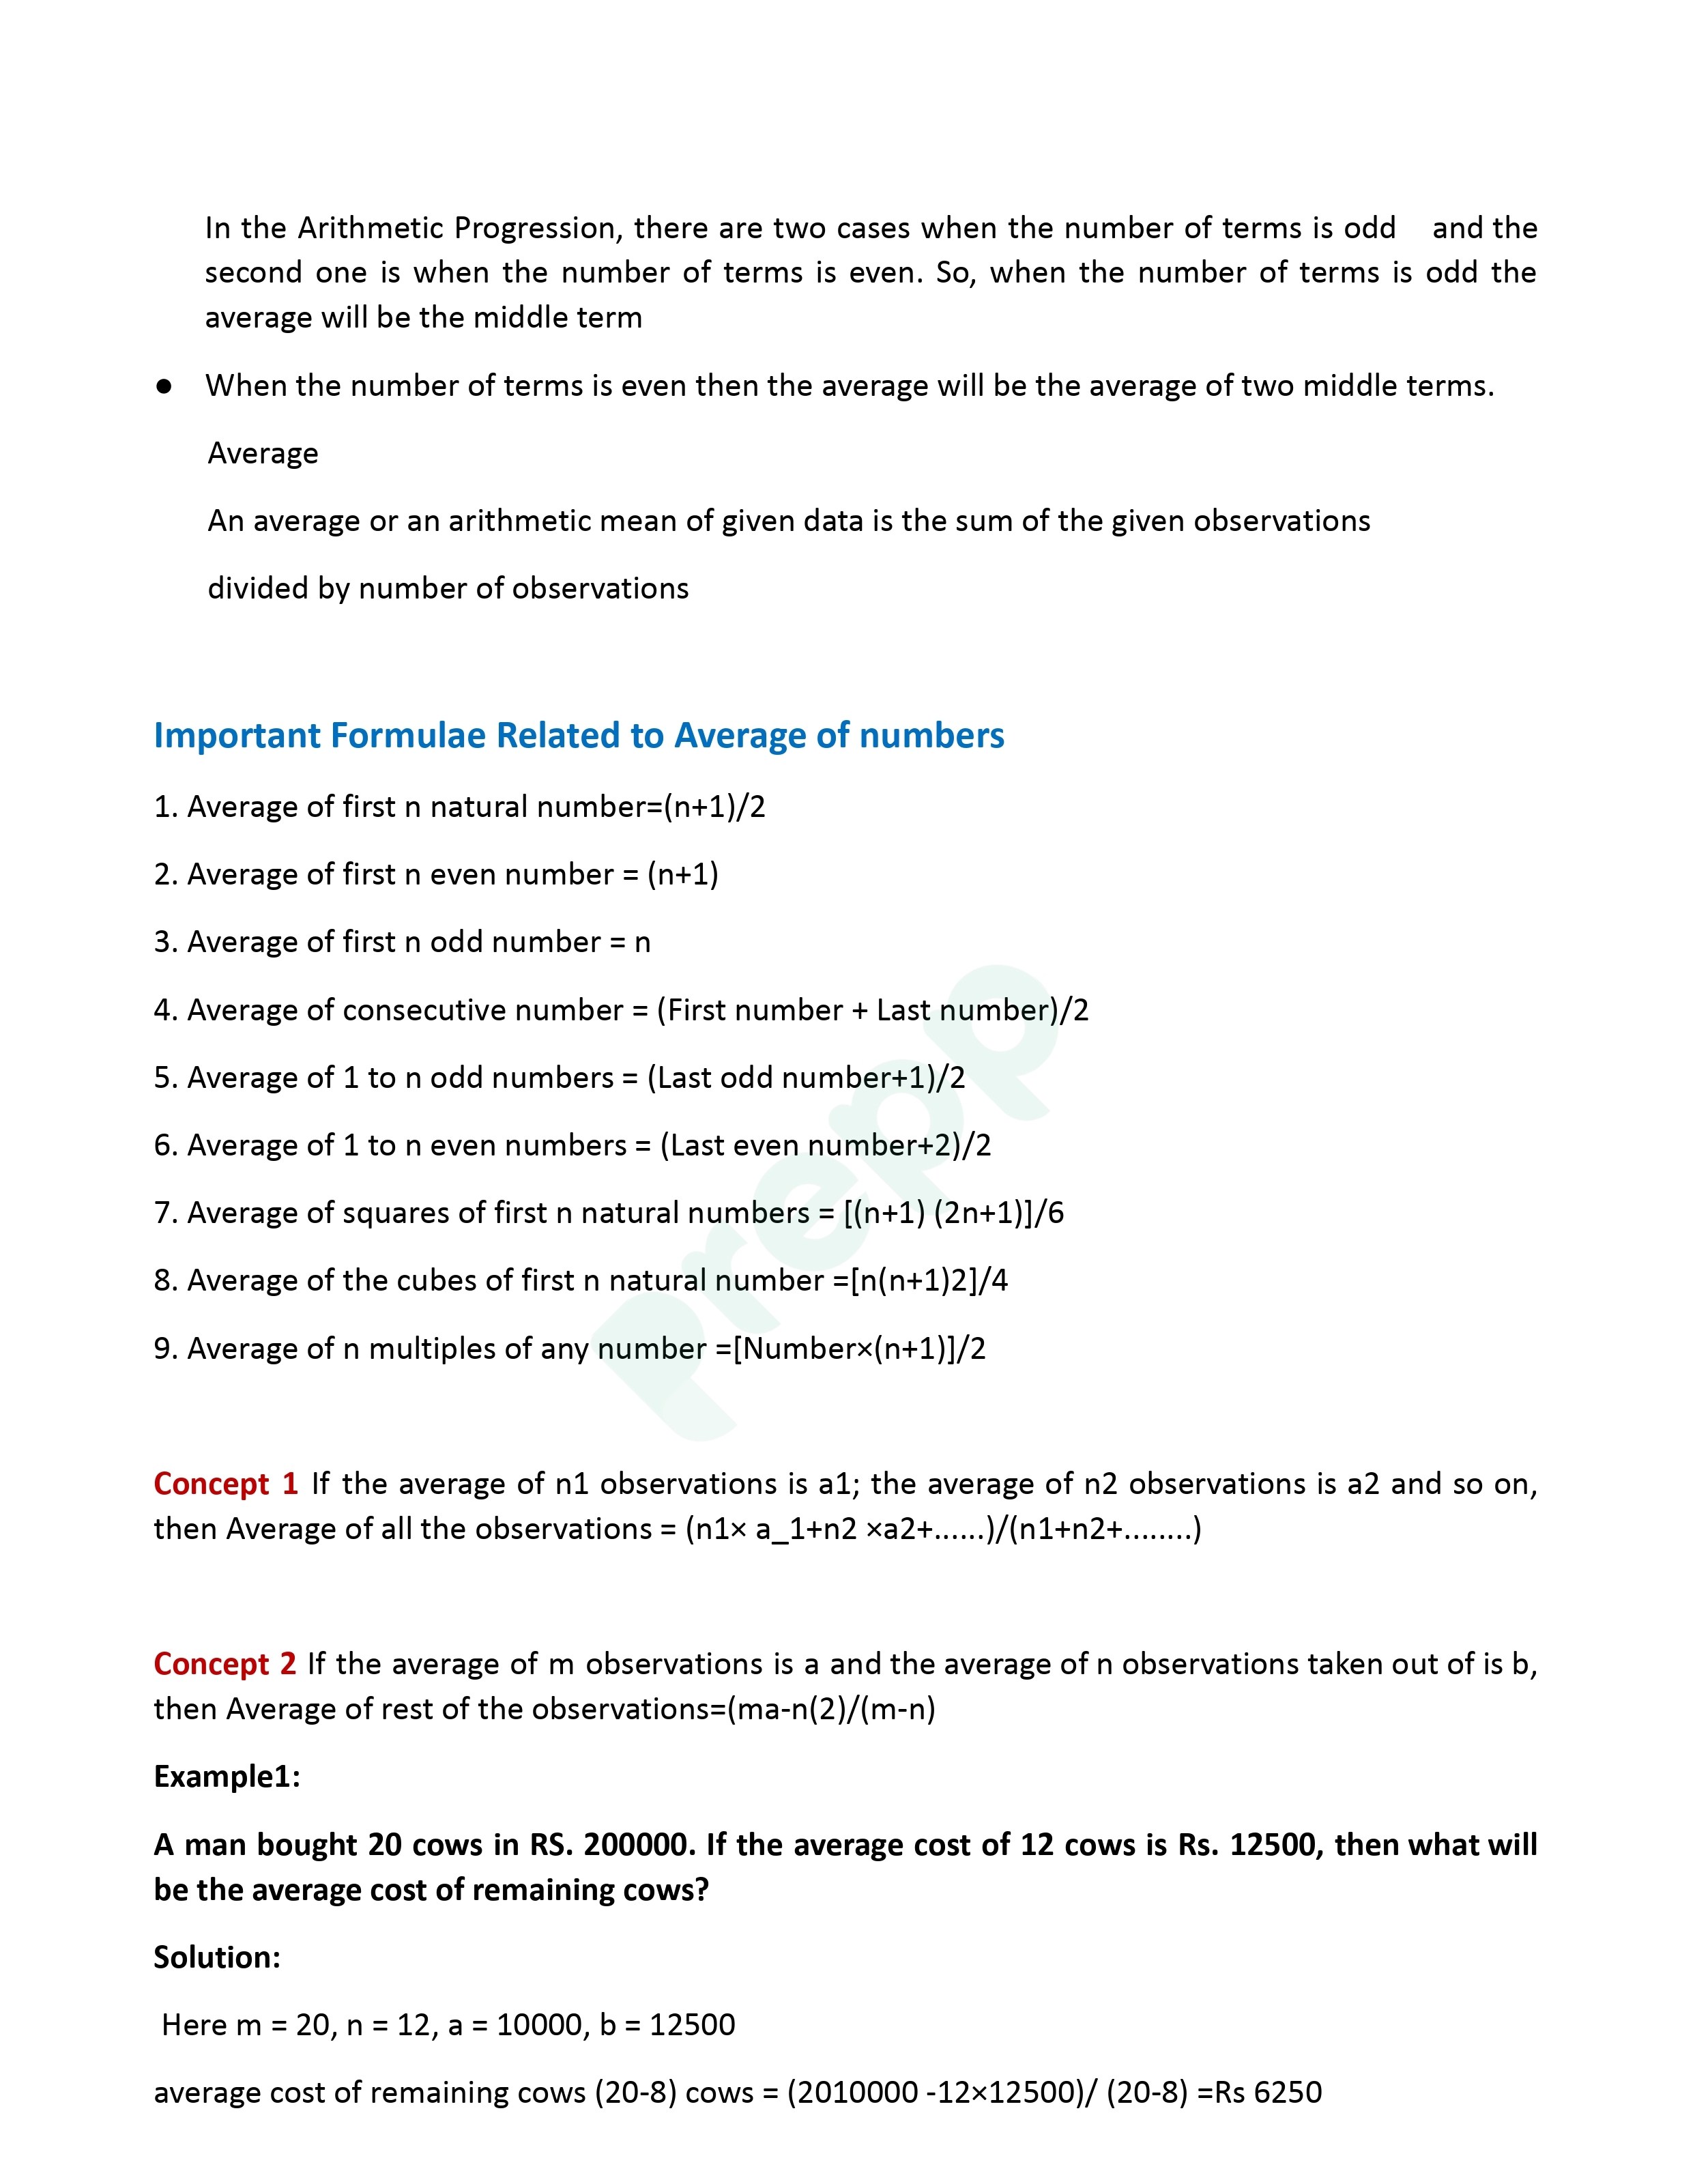 In the Arithmetic Progression, there are two cases when the number of terms is odd and the
second one is when the number of terms is even. So, when the number of terms is odd the
average will be the middle term
● When the number of terms is even then the average will be the average of two middle terms.
Average
An average or an arithmetic mean of given data is the sum of the given observations
divided by number of observations
Important Formulae Related to Average of numbers
1. Average of first n natural number=(n+1)/2
2. Average of first n even number = (n+1)
3. Average of first n odd number = n
4. Average of consecutive number = (First number + Last number)/2
5. Average of 1 to n odd numbers = (Last odd number+1)/2
6. Average of 1 to n even numbers = (Last even number+2)/2
7. Average of squares of first n natural numbers = [(n+1) (2n+1)]/6
8. Average of the cubes of first n natural number =[n(n+1)2]/4
9. Average of n multiples of any number =[Number×(n+1)]/2
Prepp
Concept 1 If the average of n1 observations is a1; the average of n2 observations is a2 and so on,
then Average of all the observations = (n1× a_1+n2 ×a2+......)/(n1+n2+........)
Concept 2 If the average of m observations is a and the average of n observations taken out of is b,
then Average of rest of the observations=(ma-n(2)/(m-n)
Example1:
A man bought 20 cows in RS. 200000. If the average cost of 12 cows is Rs. 12500, then what will
be the average cost of remaining cows?
Solution:
Here m = 20, n = 12, a = 10000, b = 12500
average cost of remaining cows (20-8) cows = (2010000 -12×12500)/ (20-8) =Rs 6250